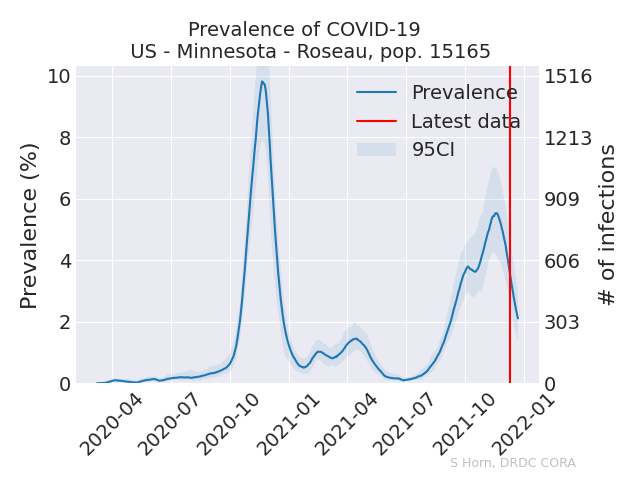 Prevalence of COVID-19
US - Minnesota - Roseau, pop. 15165
Prevalence (%)
10
8
6
4
2
0
1516
1213
909
606
303
0
# of infections
Prevalence
Latest data
95CI
2020-04
2020-07
2020-10
2021-01
2021-04
2021-07
2021-10
2022-01
S Horn, DRDC CORA